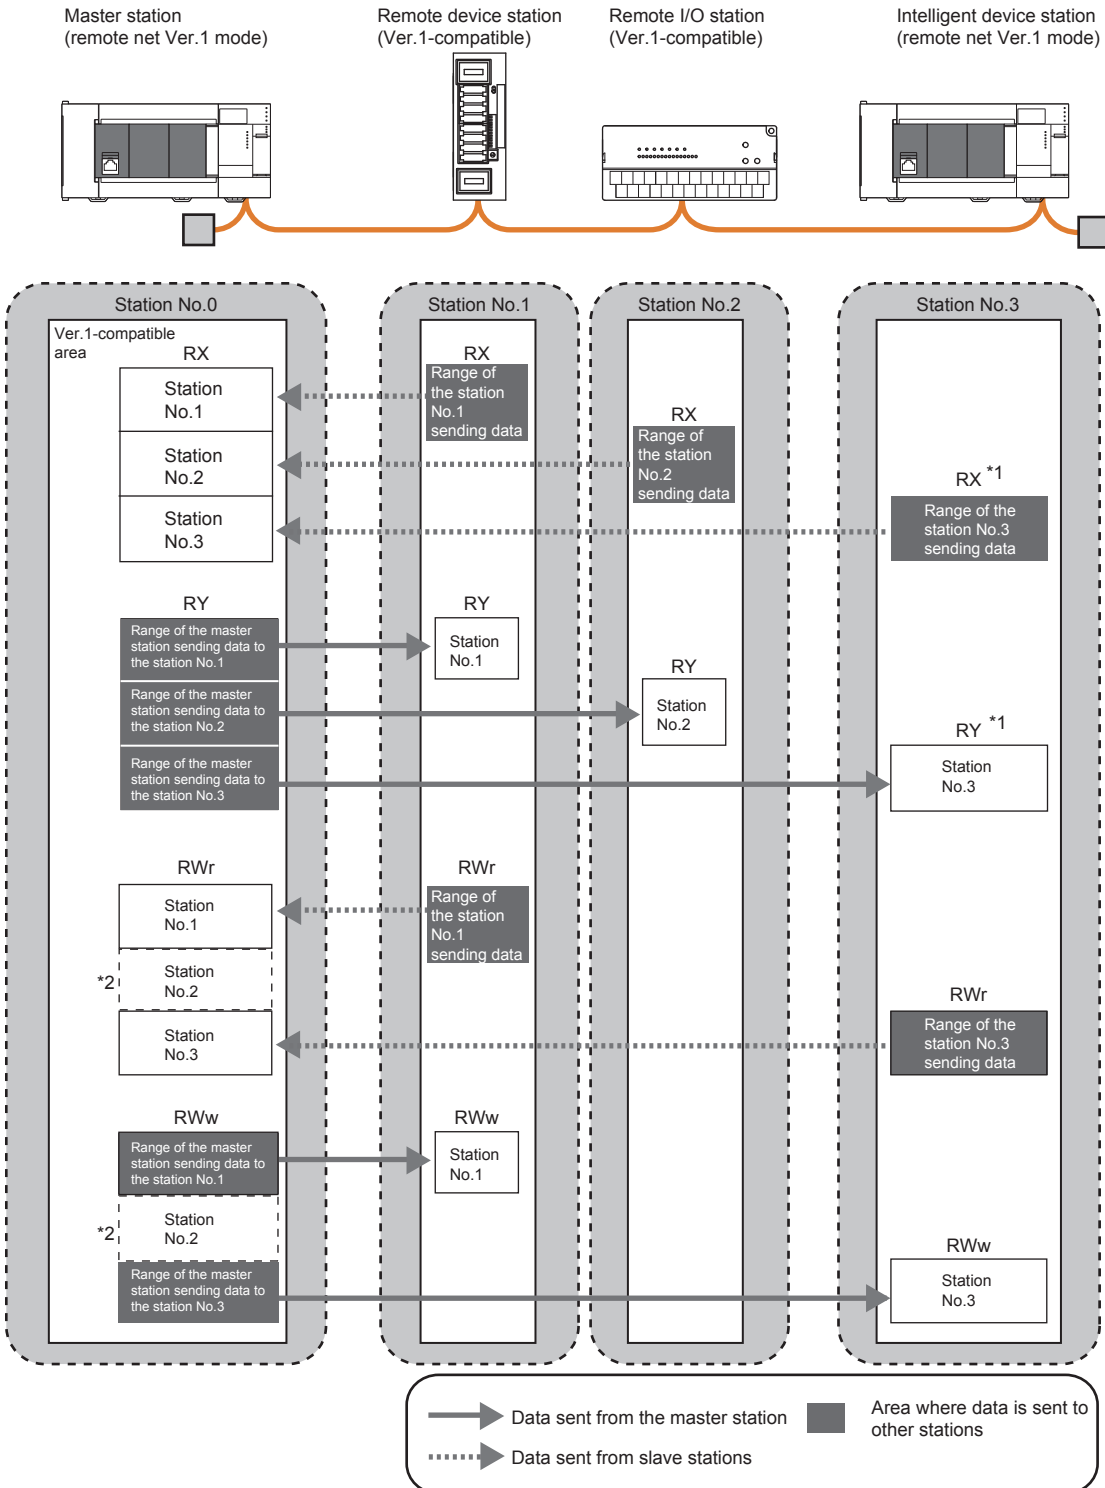 Master station
(remote net Ver.1 mode)
Remote device station
(Ver.1-compatible)
Remote I/O station
(Ver.1-compatible)
Intelligent device station
(remote net Ver.1 mode)
Station No.0
Station No.1
Station No.2
Station No.3
Ver.1-compatible
area
RX
Station
No.1
Station
No.2
Station
No.3
RX
Range of
the station
No.1
sending data
RX
Range of
the station
No.2
sending data
RX *1
Range of the
station No.3
sending data
RY
Range of the master
station sending data to
the station No.1
Range of the master
station sending data to
the station No.2
Range of the master
station sending data to
the station No.3
RY
Station
No.1
RY
Station
No.2
RY *1
Station
No.3
RWr
Station
No.1
*2
Station
No.2
Station
No.3
RWr
Range of
the station
No.1
sending data
RWr
Range of the
station No.3
sending data
RWw
Range of the master
station sending data to
the station No.1
*2
Station
No.2
Range of the master
station sending data to
the station No.3
RWw
Station
No.1
RWw
Station
No.3
Data sent from the master station
Data sent from slave stations
Area where data is sent to
other stations